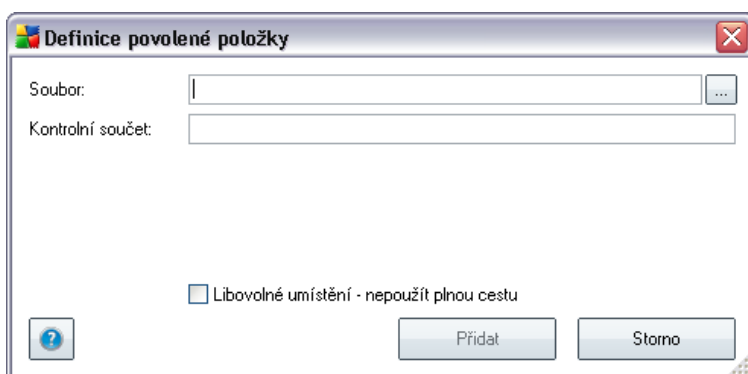 Definice povolené položky
Soubor:
...
Kontrolní součet:
Libovolné umístění - nepoužít plnou cestu
?
Přidat
Storno